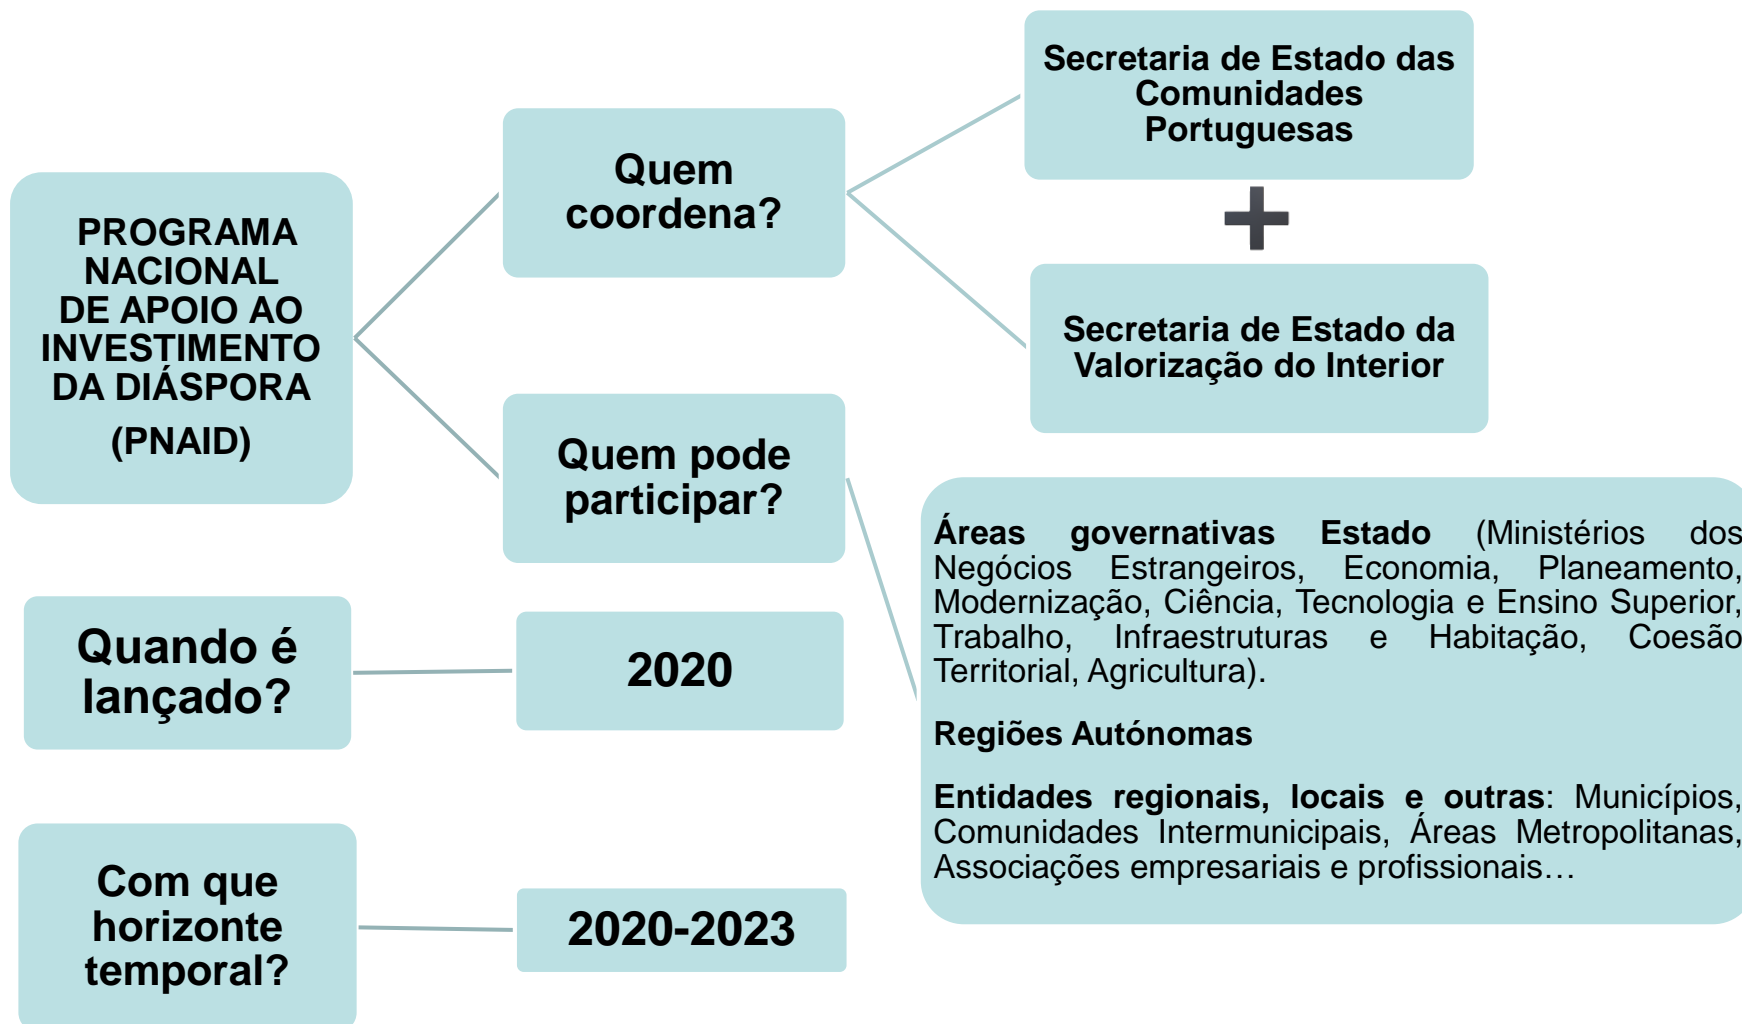 PROGRAMA
NACIONAL
DE APOIO AO
INVESTIMENTO
DA DIÁSPORA
(PNAID)
Quem
coordena?
Secretaria de Estado das
Comunidades
Portuguesas
Secretaria de Estado da
Valorização do Interior
Quem pode
participar?
Áreas governativas Estado (Ministérios dos
Negócios Estrangeiros, Economia, Planeamento,
Modernização, Ciência, Tecnologia e Ensino Superior,
Trabalho, Infraestruturas e Habitação, Coesão
Territorial, Agricultura).
Regiões Autónomas
Entidades regionais, locais e outras: Municípios,
Comunidades Intermunicipais, Áreas Metropolitanas,
Associações empresariais e profissionais…
Quando é
lançado?
2020
Com que
horizonte
temporal?
2020-2023